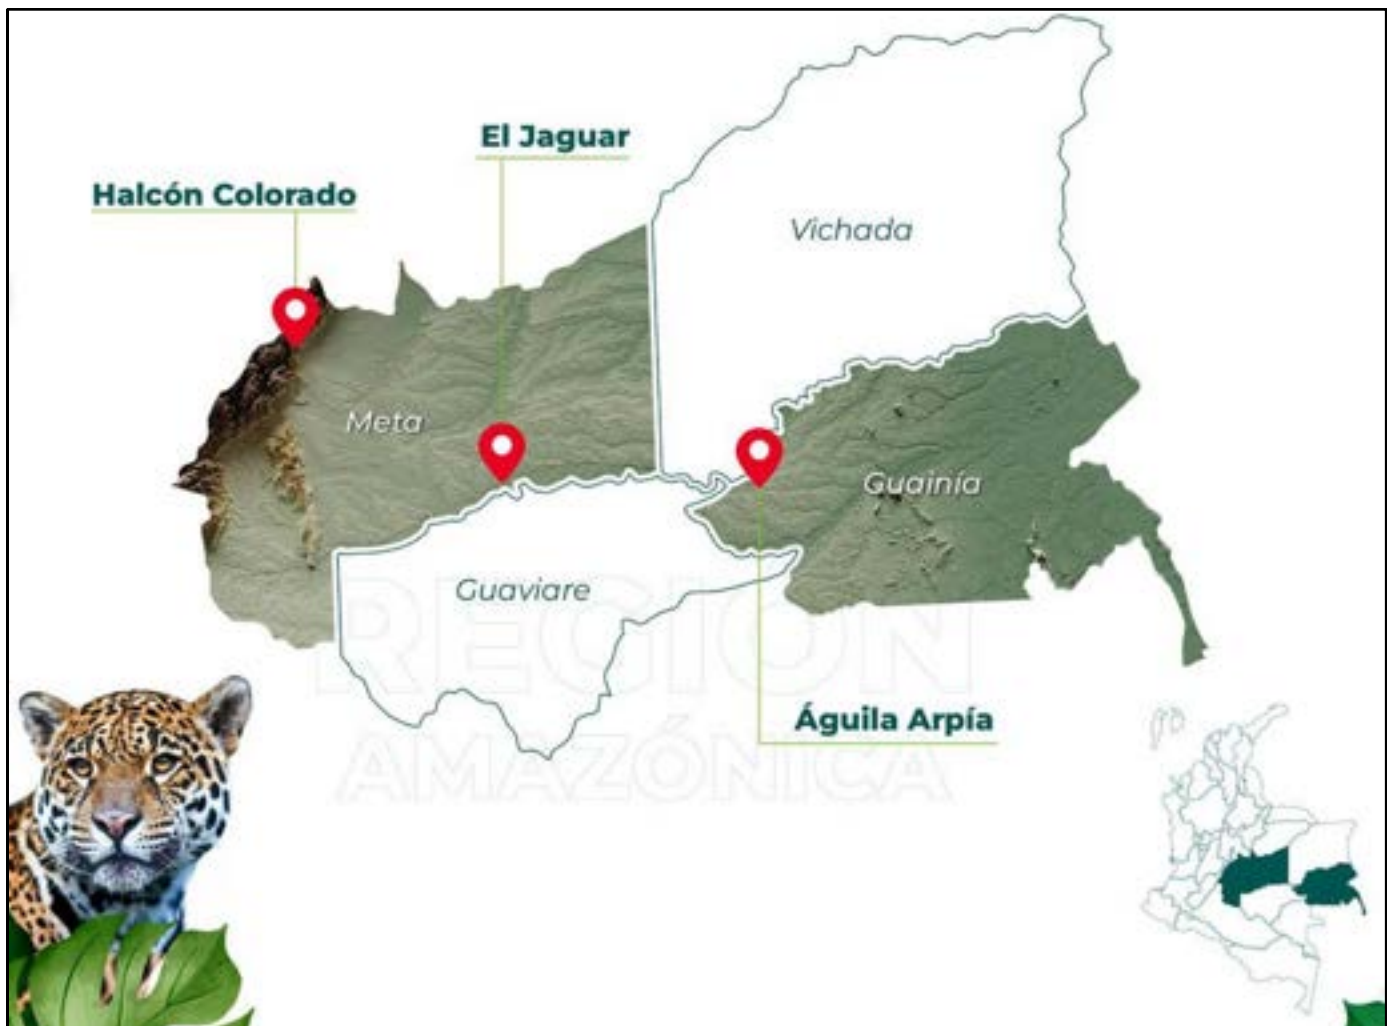 El Jaguar
Halcón Colorado
Vichada
Meta
Guainía
Guaviare
REGIÓN
AMAZÓNICA
Águila Arpía